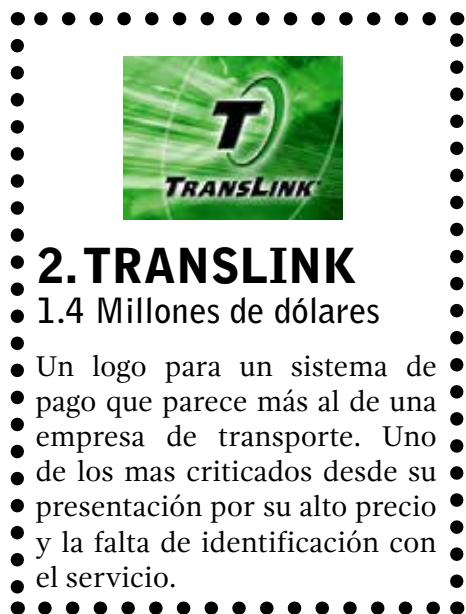 T
TRANSLINK
2. TRANSLINK
1.4 Millones de dólares
Un logo para un sistema de
pago que parece más al de una
empresa de transporte. Uno
de los mas criticados desde su
presentación por su alto precio
y la falta de identificación con
el servicio.